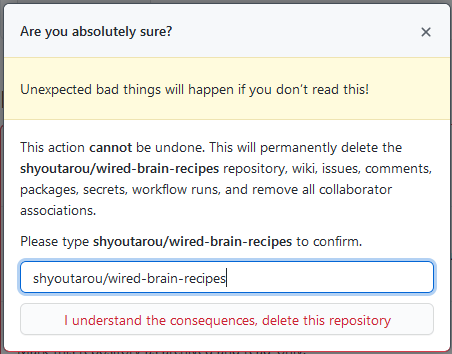 Are you absolutely sure?
Unexpected bad things will happen if you don't read this!
This action cannot be undone. This will permanently delete the
shyoutarou/wired-brain-recipes repository, wiki, issues, comments,
packages, secrets, workflow runs, and remove all collaborator
associations.
Please type shyoutarou/wired-brain-recipes to confirm.
shyoutarou/wired-brain-recipes
I understand the consequences, delete this repository